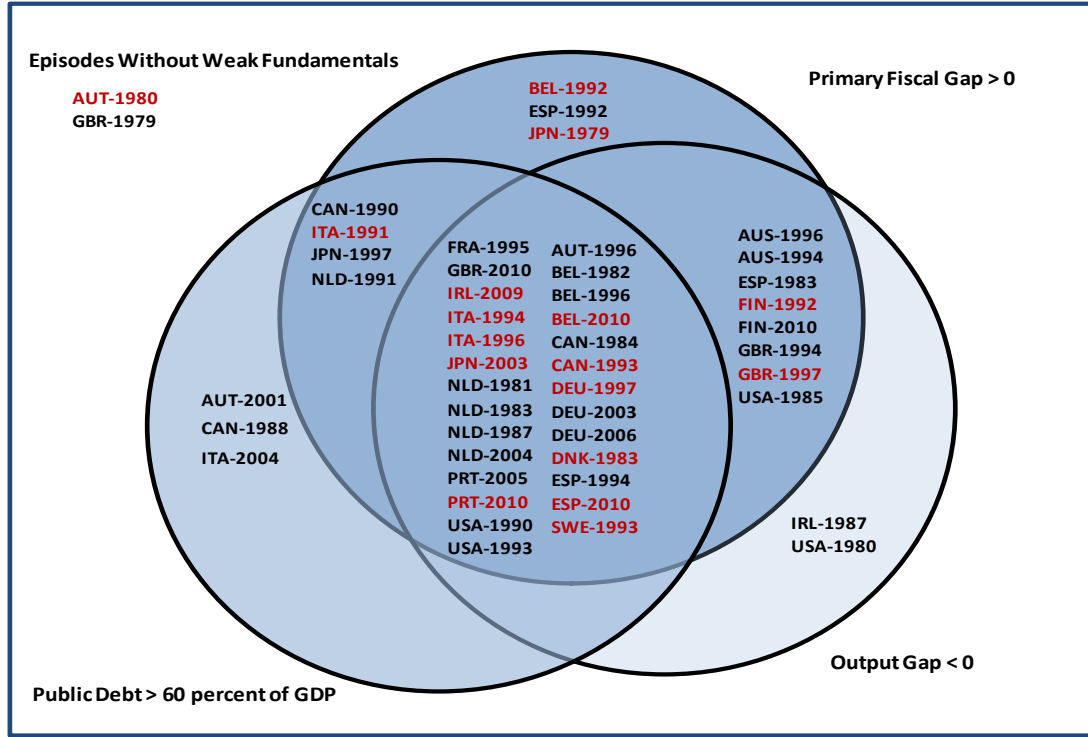 Episodes Without Weak Fundamentals
AUT-1980
GBR-1979
Primary Fiscal Gap > 0
BEL-1992
ESP-1992
JPN-1979
CAN-1990
ITA-1991
JPN-1997
NLD-1991
FRA-1995
GBR-2010
IRL-2009
ITA-1994
ITA-1996
JPN-2003
NLD-1981
NLD-1983
NLD-1987
NLD-2004
PRT-2005
PRT-2010
USA-1990
USA-1993
AUT-1996
BEL-1982
BEL-1996
BEL-2010
CAN-1984
CAN-1993
DEU-1997
DEU-2003
DEU-2006
DNK-1983
ESP-1994
ESP-2010
SWE-1993
AUS-1996
AUS-1994
ESP-1983
FIN-1992
FIN-2010
GBR-1994
GBR-1997
USA-1985
AUT-2001
CAN-1988
ITA-2004
IRL-1987
USA-1980
Output Gap < 0
Public Debt > 60 percent of GDP